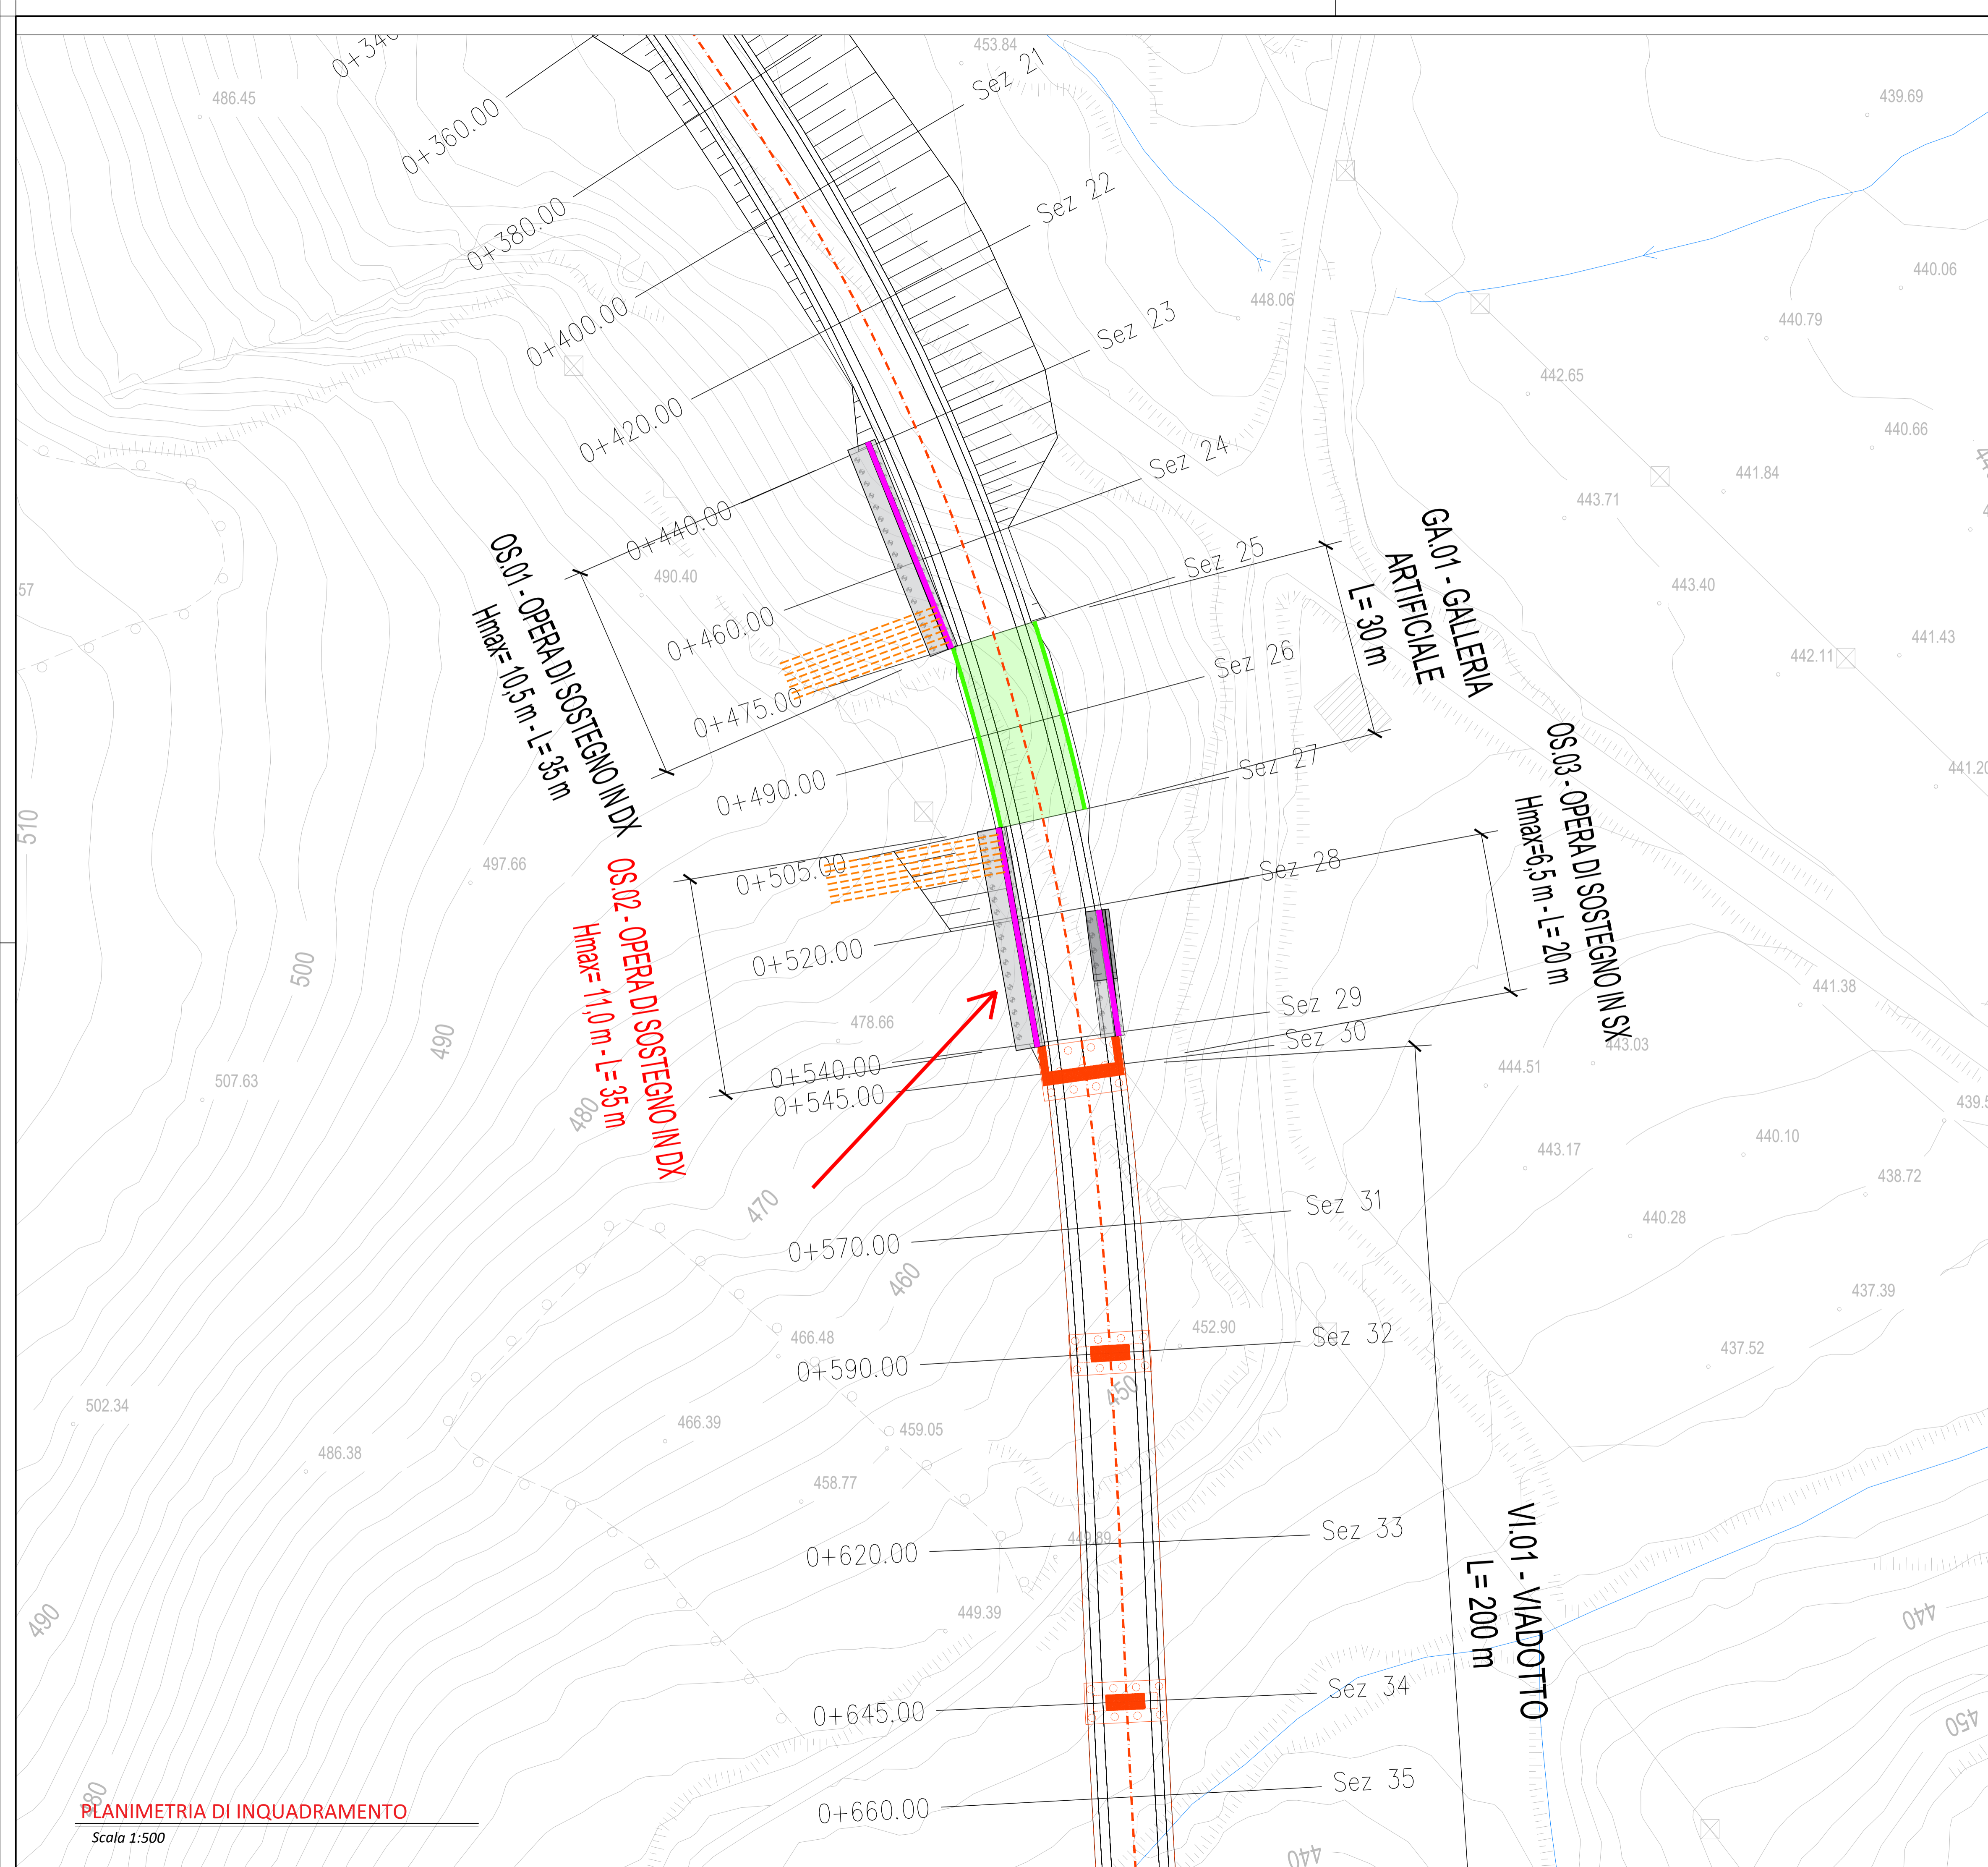 453.84
486.45
439.69
0+360.00
Sez 21
0+380.00
Sez 22
440.06
448.06
440.79
0+400.00
Sez 23
442.65
0+420.00
440.66
Sez 24
441.84
443.71
0+440.00
490.40
OS.01 - OPERA DI SOSTEGNO IN DX
Hmax= 10,5 m - L= 35 m
Sez 25
GA.01 - GALLERIA
ARTIFICIALE
L= 30 m
443.40
57
0+460.00
441.43
442.11
Sez 26
0+475.00
Sez 27
441.20
0+490.00
510
497.66
0+505.00
Sez 28
OS.03 - OPERA DI SOSTEGNO IN SX
Hmax=6,5 m - L= 20 m
OS.02 - OPERA DI SOSTEGNO IN DX
Hmax= 11,0 m - L= 35 m
0+520.00
500
490
478.66
441.38
Sez 29
Sez 30
443.03
444.51
507.63
480
0+540.00
0+545.00
440.10
443.17
438.72
470
Sez 31
440.28
0+570.00
460
437.39
452.90
466.48
Sez 32
437.52
0+590.00
450
502.34
466.39
459.05
486.38
458.77
449.89
Sez 33
0+620.00
VI.01 - VIADOTTO
L= 200 m
449.39
490
440
Sez 34
0+645.00
450
Sez 35
0+660.00
480
440
PLANIMETRIA DI INQUADRAMENTO
Scala 1:500